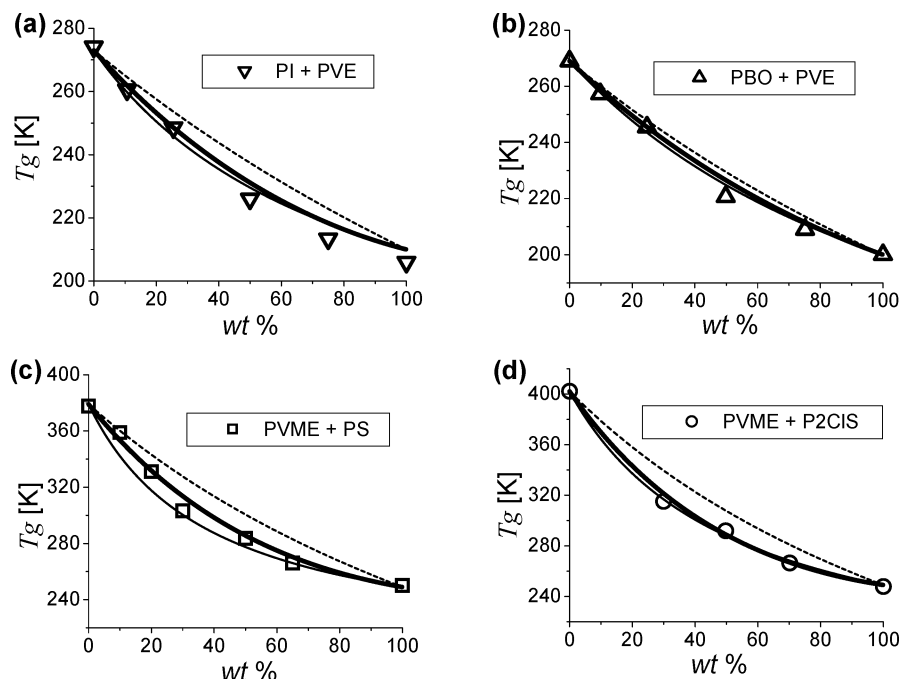 (a)
280
260
240
220
200
Tg [K]
PI + PVE
0 20 40 60 80 100
wt %
(b)
280
260
240
220
200
Tg [K]
PBO + PVE
0 20 40 60 80 100
wt %
(c)
400
360
320
280
240
Tg [K]
PVME + PS
0 20 40 60 80 100
wt %
(d)
400
360
320
280
240
Tg [K]
PVME + P2ClS
0 20 40 60 80 100
wt %